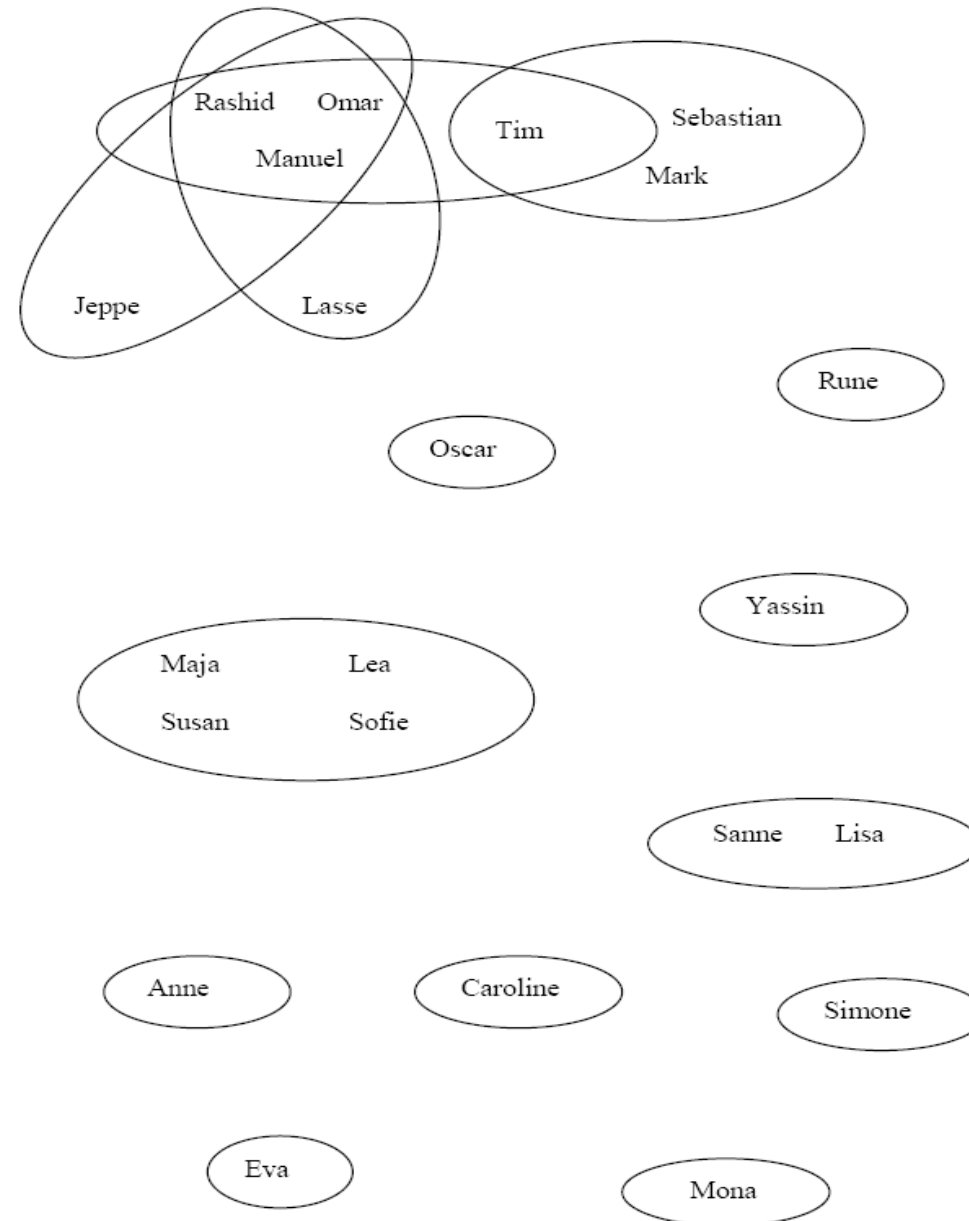 Rashid Omar
Sebastian
Tim
Manuel
Mark
Jeppe Lasse
Rune
Oscar
Yassin
Maja Lea
Susan Sofie
Sanne Lisa
Anne Caroline
Simone
Eva
Mona